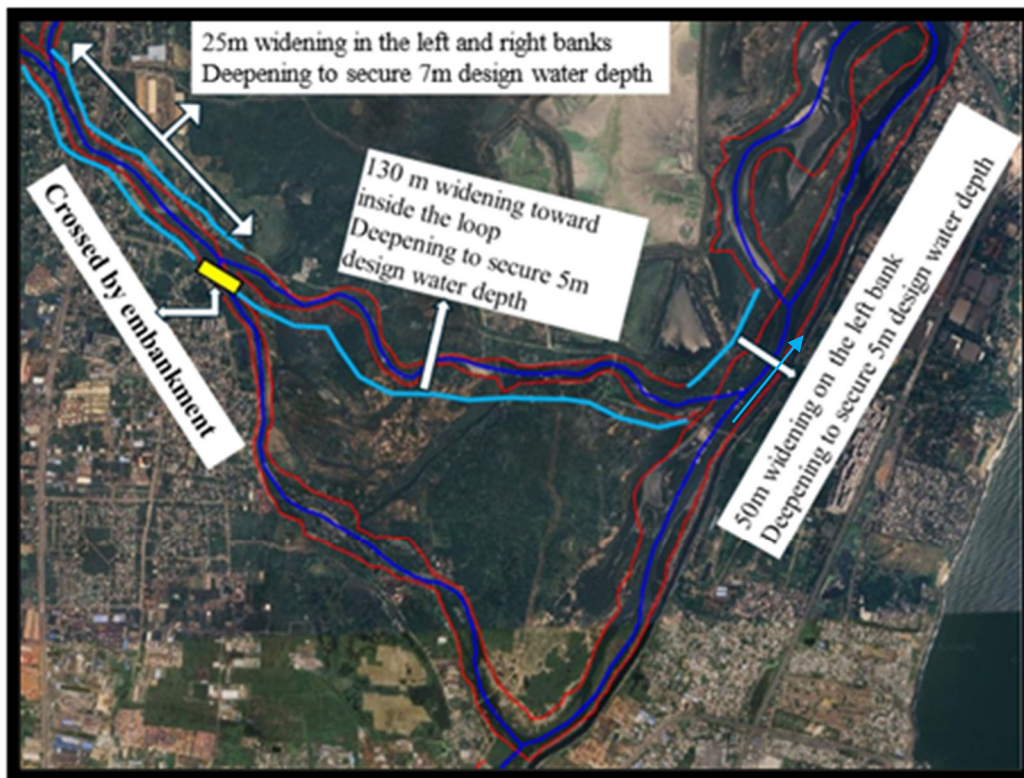 25m widening in the left and right banks
Deepening to secure 7m design water depth
130 m widening toward
inside the loop
Deepening to secure 5m
design water depth
Crossed by embankment
50m widening on the left bank
Deepening to seccure 5m design water depth